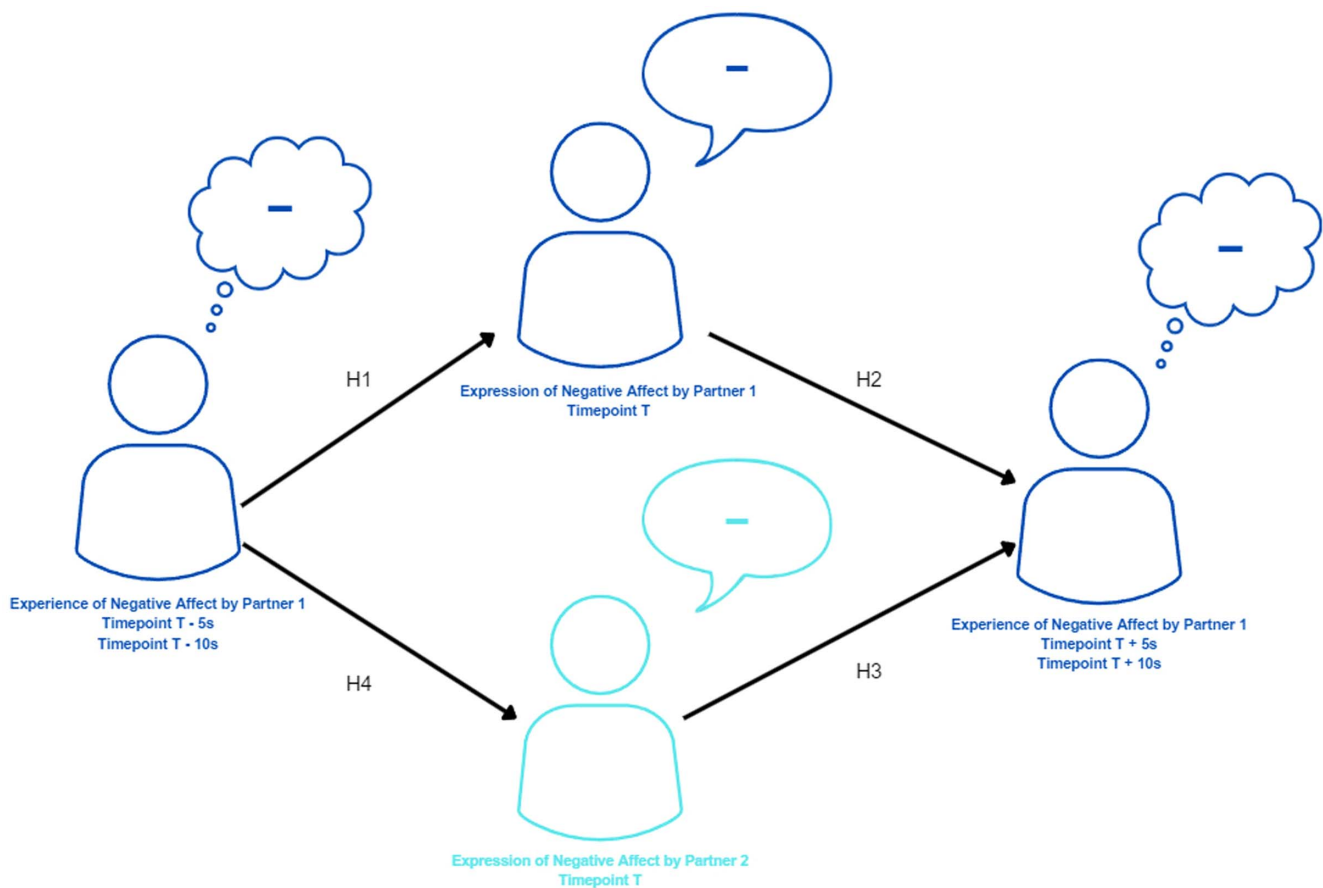 –
–
–
H1
H2
Expression of Negative Affect by Partner 1
Timepoint T
–
Experience of Negative Affect by Partner 1
Timepoint T - 5s
Timepoint T - 10s
Experience of Negative Affect by Partner 1
Timepoint T + 5s
Timepoint T + 10s
H4
H3
Expression of Negative Affect by Partner 2
Timepoint T